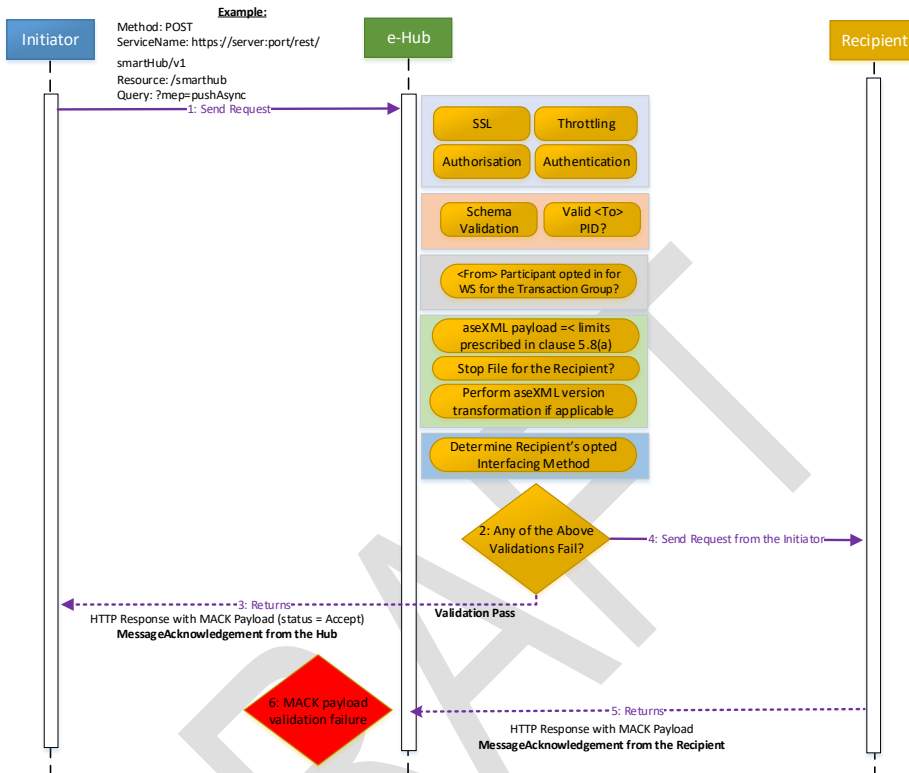 Example:
Method: POST
ServiceName: https://server:port/rest/
smartHub/v1
Resource: /smarthub
Query: ?mep=pushAsync
Initiator
e-Hub
Recipient
1: Send Request
SSL
Throttling
Authorisation
Authentication
Schema
Validation
Valid <To>
PID?
<From> Participant opted in for
WS for the Transaction Group?
aseXML payload =< limits
prescribed in clause 5.8(a)
Stop File for the Recipient?
Perform aseXML version
transformation if applicable
Determine Recipient's opted
Interfacing Method
2: Any of the Above
Validations Fail?
4: Send Request from the Initiator
3: Returns
Validation Pass
HTTP Response with MACK Payload (status = Accept)
MessageAcknowledgement from the Hub
6: MACK payload
validation failure
5: Returns
HTTP Response with MACK Payload
MessageAcknowledgement from the Recipient
DRAFT